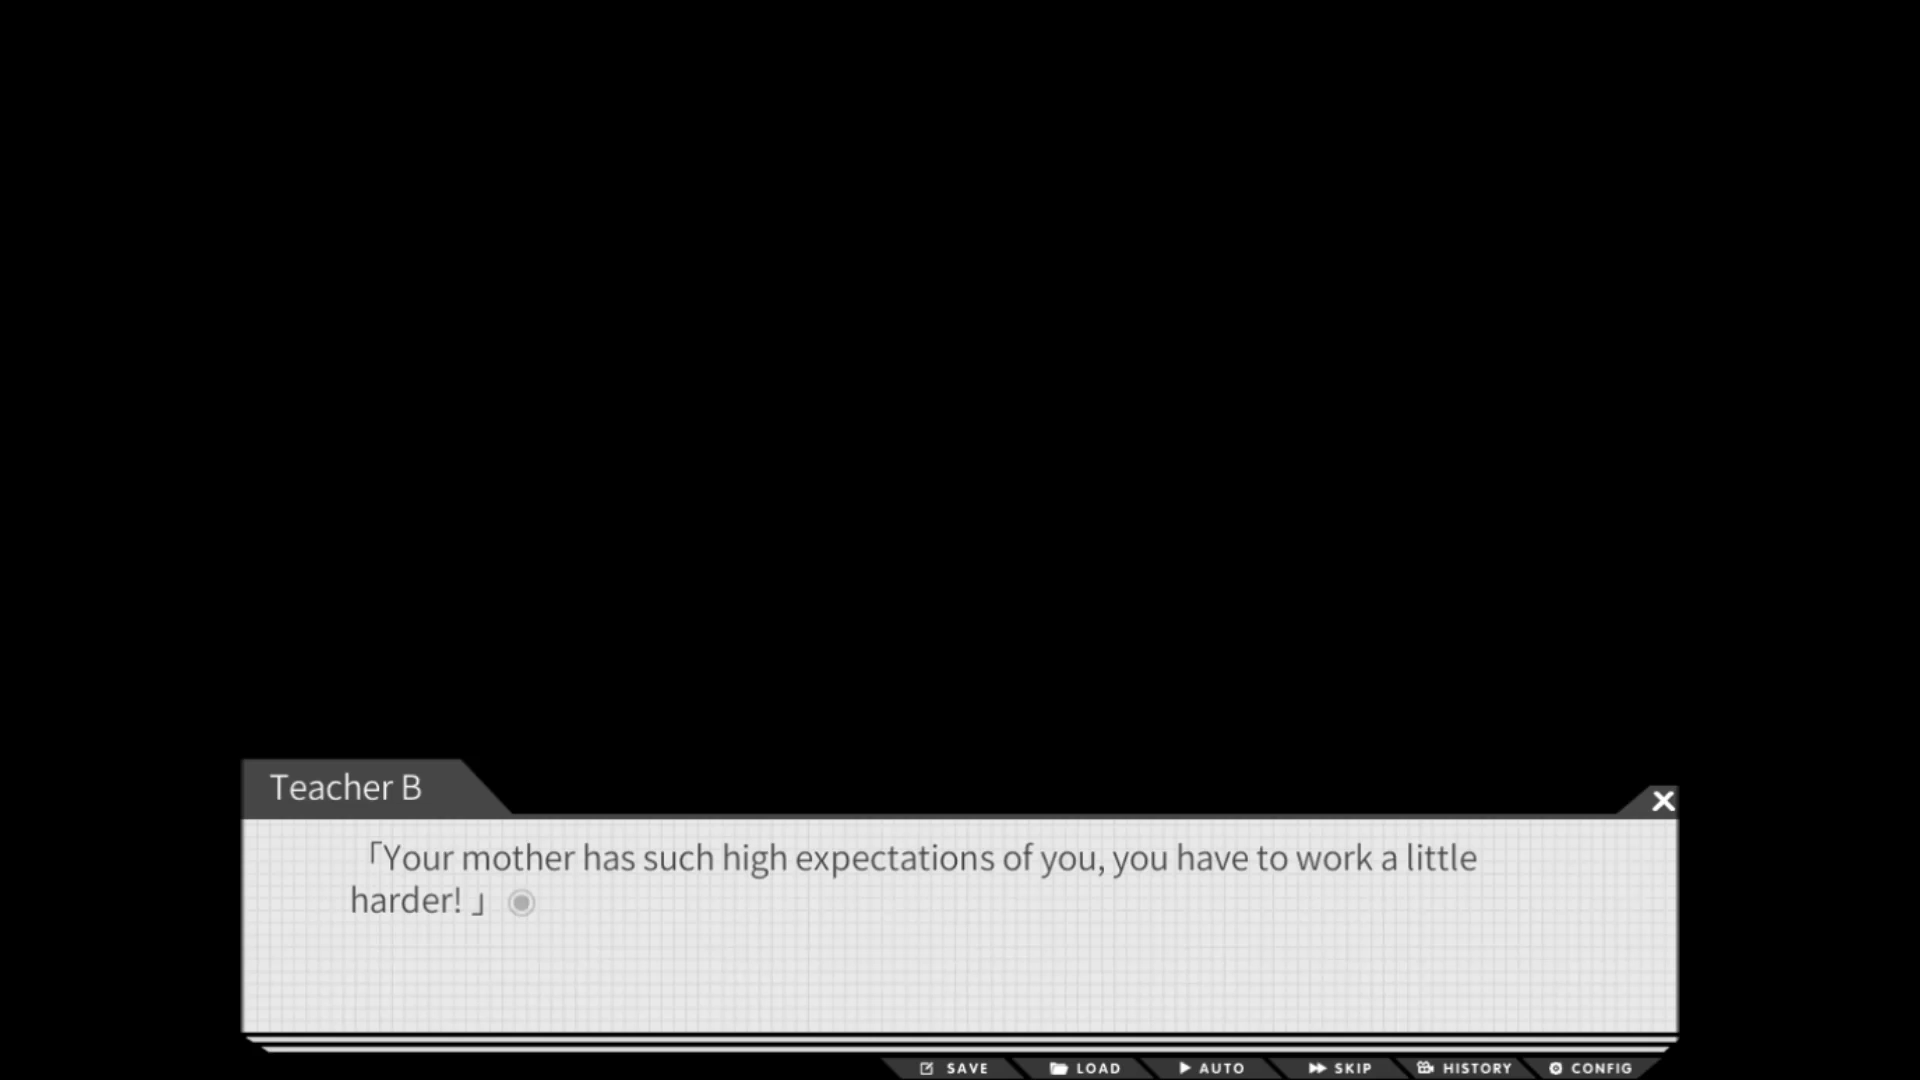 Teacher B
「Your mother has such high expectations of you, you have to work a little
harder! 」
SAVE
LOAD
AUTO
SKIP
HISTORY
CONFIG